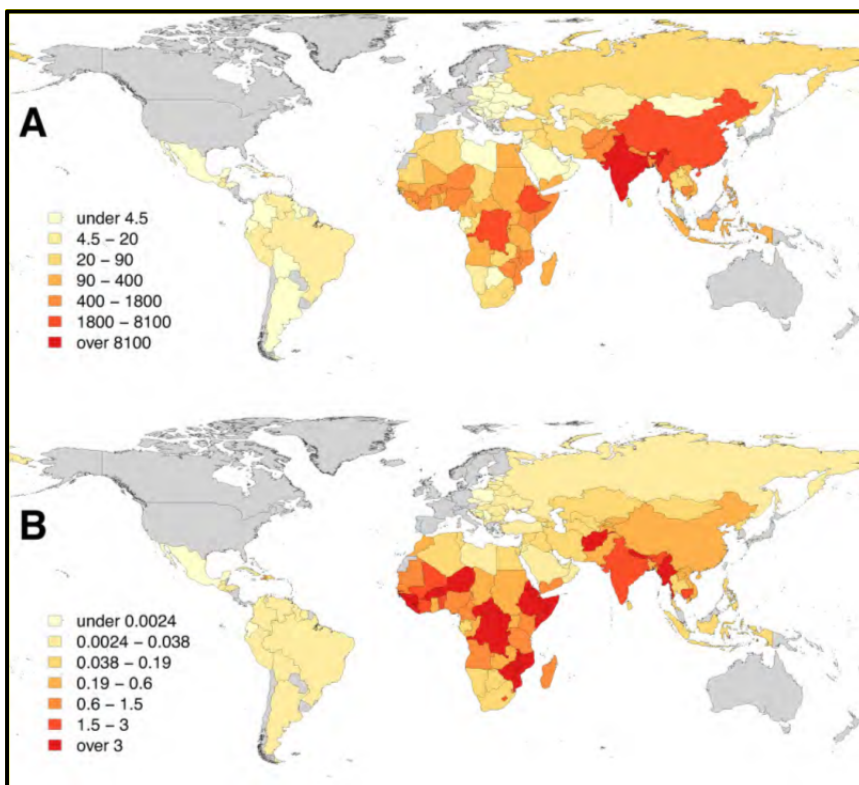 A
under 4.5
4.5 – 20
20 – 90
90 – 400
400 – 1800
1800 – 8100
over 8100
B
under 0.0024
0.0024 – 0.038
0.038 – 0.19
0.19 – 0.6
0.6 – 1.5
1.5 – 3
over 3